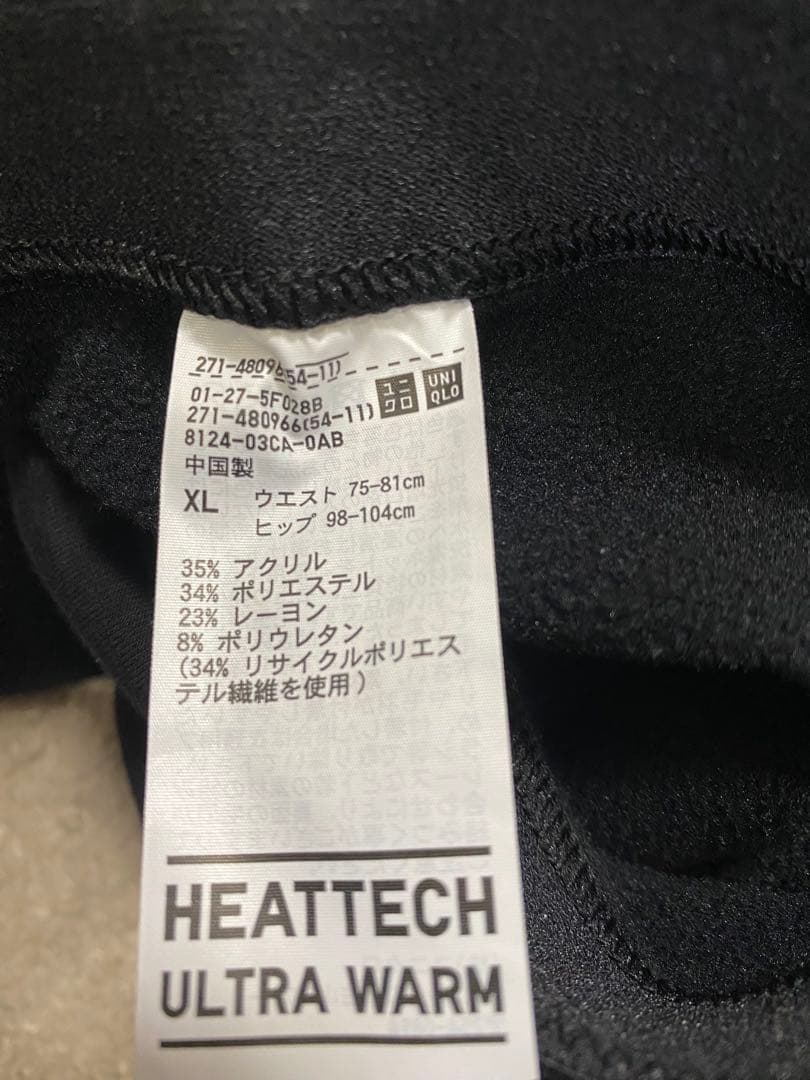 271-480966(54-11)
01-27-5F028B
271-480966(54-11)
ユニ
クロ
UNI
QLO
8124-03CA-0AB
中国製
XL ウエスト 75-81cm
ヒップ 98-104cm
35% アクリル
34% ポリエステル
23% レーヨン
8% ポリウレタン
(34% リサイクルポリエス
テル繊維を使用)
HEATTECH
ULTRA WARM